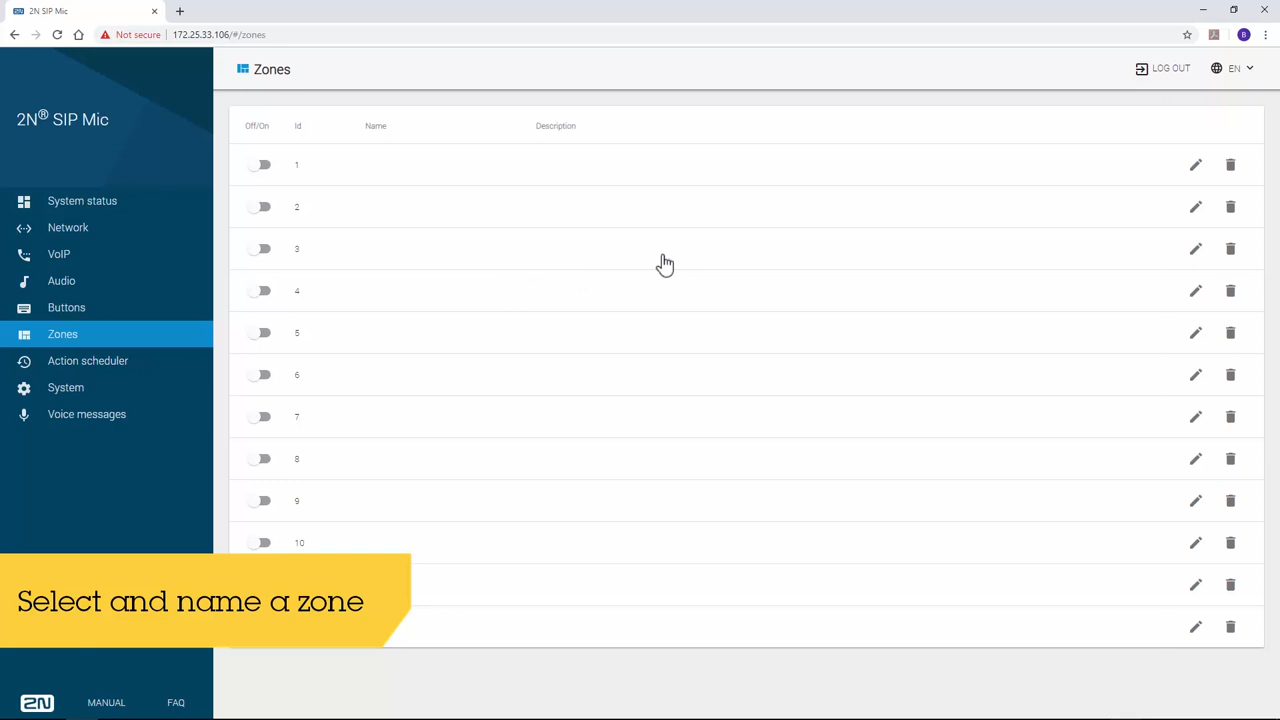 2N SIP Mic
Not secure 172.25.33.106/#/zones
B
2N® SIP Mic
System status
Network
VoIP
Audio
Buttons
Zones
Action scheduler
System
Voice messages
2N MANUAL FAQ
Zones
LOG OUT EN
Off/On Id Name Description
1
2
3
4
5
6
7
8
9
10
Select and name a zone